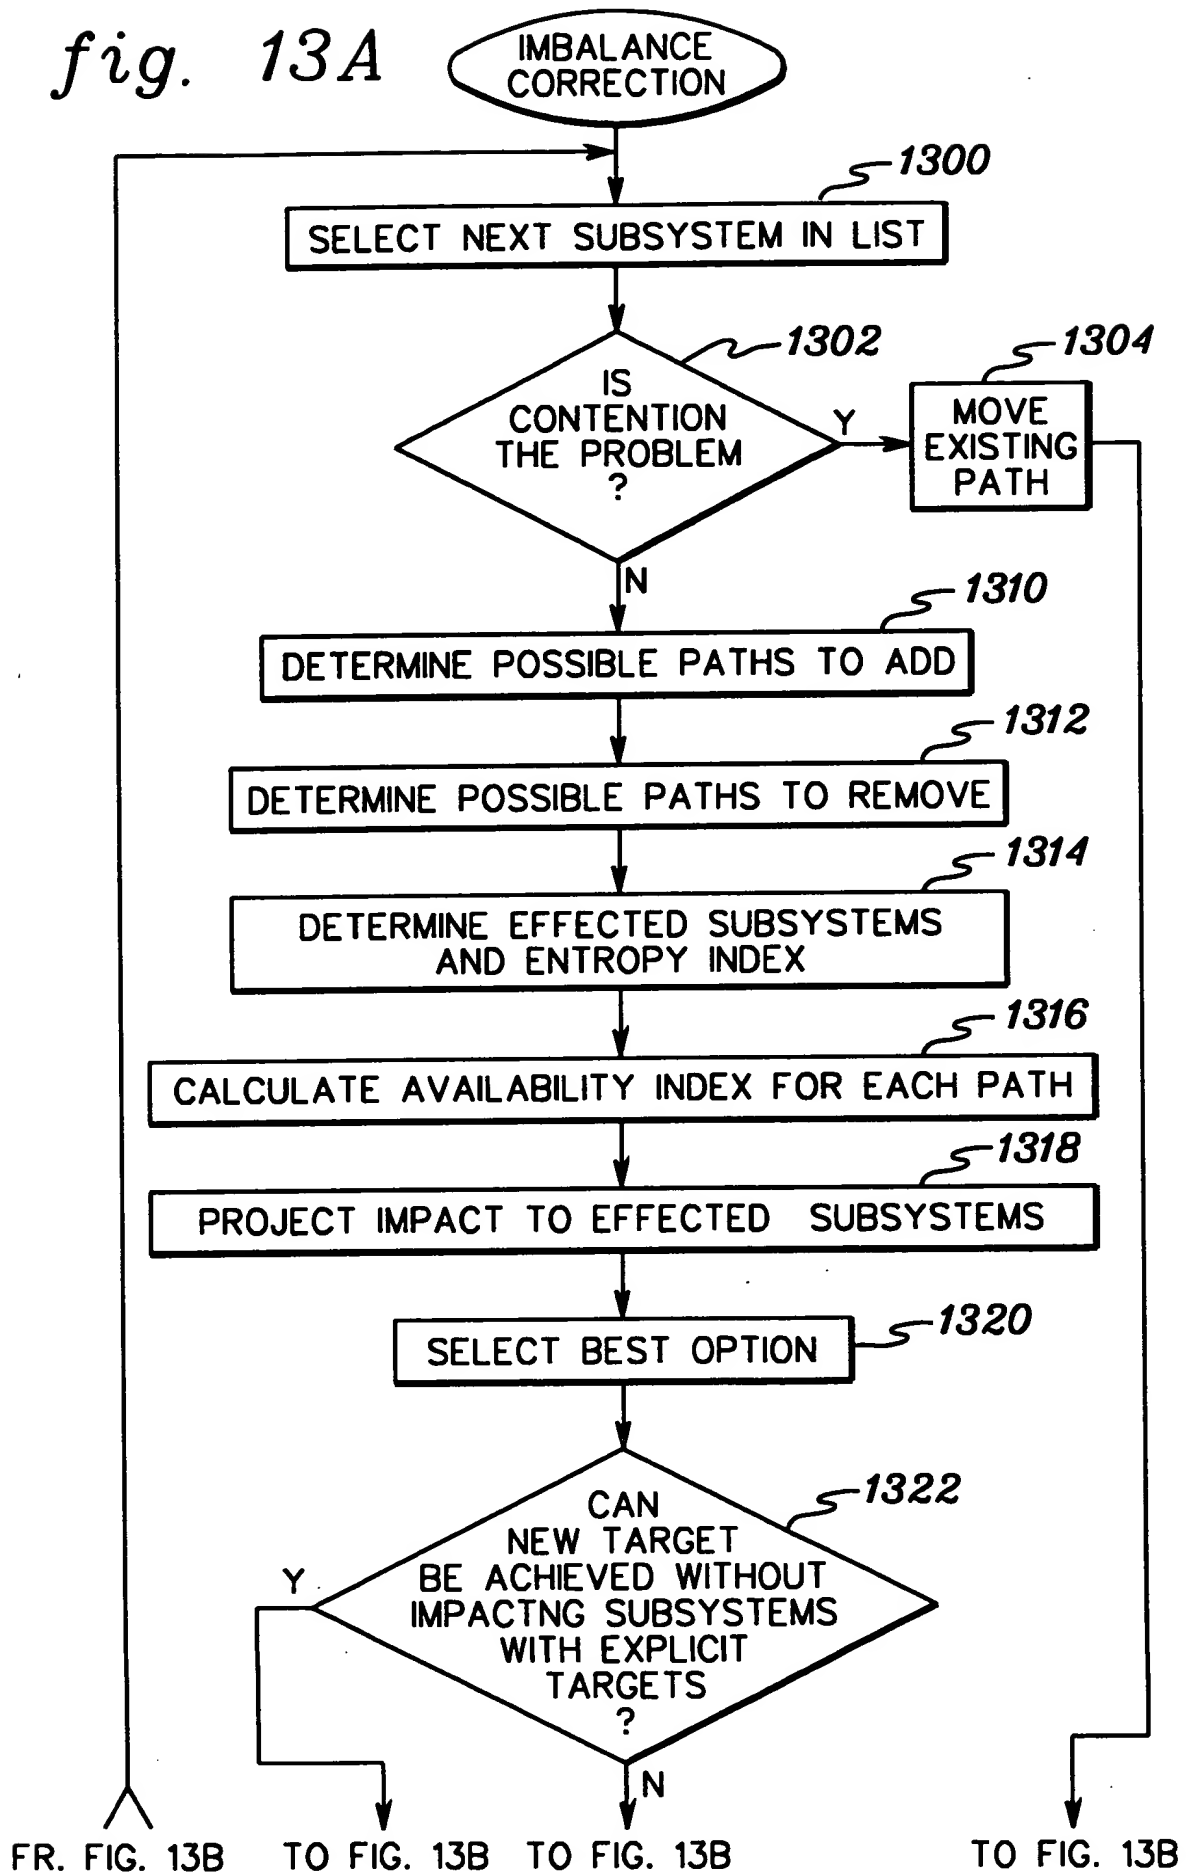 fig. 13A
IMBALANCE
CORRECTION
1300
SELECT NEXT SUBSYSTEM IN LIST
1302
1304
IS
CONTENTION
THE PROBLEM
?
Y
MOVE
EXISTING
PATH
N
1310
DETERMINE POSSIBLE PATHS TO ADD
1312
DETERMINE POSSIBLE PATHS TO REMOVE
1314
DETERMINE EFFECTED SUBSYSTEMS
AND ENTROPY INDEX
1316
CALCULATE AVAILABILITY INDEX FOR EACH PATH
1318
PROJECT IMPACT TO EFFECTED SUBSYSTEMS
1320
SELECT BEST OPTION
1322
CAN
NEW TARGET
BE ACHIEVED WITHOUT
IMPACTNG SUBSYSTEMS
WITH EXPLICIT
TARGETS
?
Y
N
FR. FIG. 13B
TO FIG. 13B
TO FIG. 13B
TO FIG. 13B